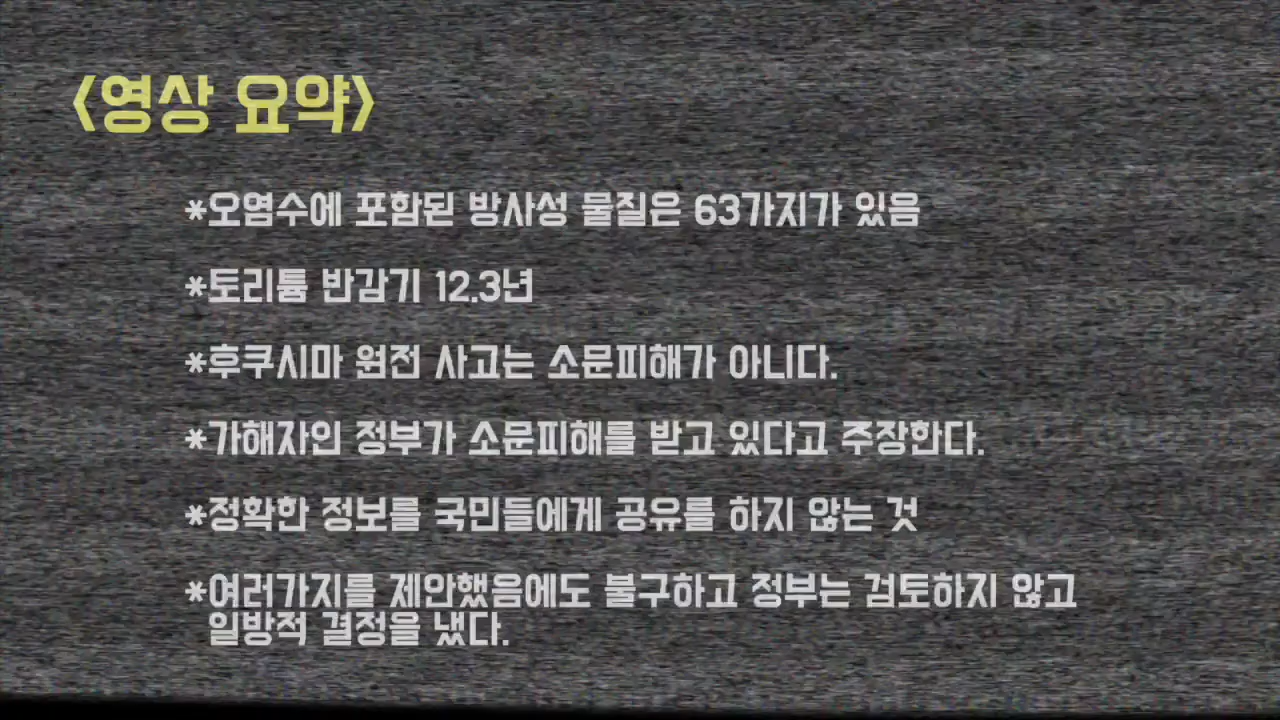 <영상 요약>
*오염수에 포함된 방사성 물질은 63가지가 있음
*토리튬 반감기 12.3년
*후쿠시마 원전 사고는 소문피해가 아니다.
*가해자인 정부가 소문피해를 받고 있다고 주장한다.
*정확한 정보를 국민들에게 공유를 하지 않는 것
*여러가지를 제안했음에도 불구하고 정부는 검토하지 않고
일방적 결정을 냈다.